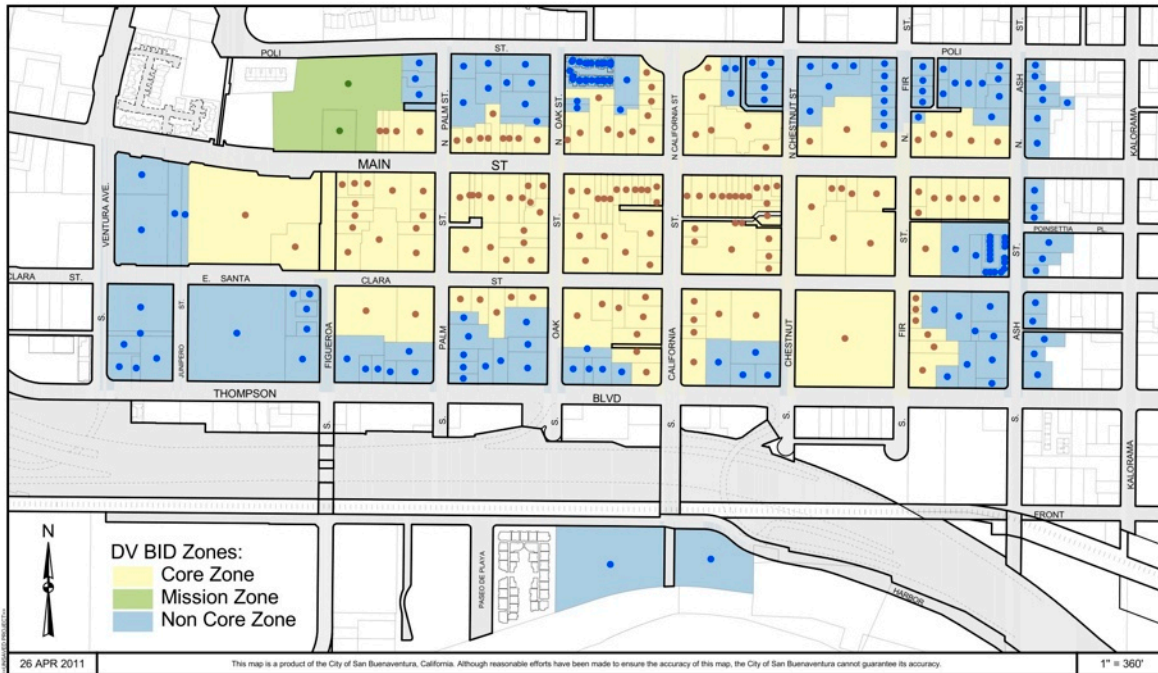 ST.
ST.
POLI
ST.
POLI
N PALM ST.
N OAK ST.
N CALIFORNIA ST
N CHESTNUT ST
N. FIR
N. ASH
KALORAMA
MAIN
ST
VENTURA AVE.
ST.
ST.
ST.
ST.
ST.
POINSETTIA
PL.
CLARA
ST.
E. SANTA
CLARA
ST
S.
JUNIPERO
ST.
FIGUEROA
PALM
OAK
CALIFORNIA
CHESTNUT
FIR
ASH
THOMPSON
BLVD
S.
S.
S.
S.
S.
S.
S.
KALORAMA
FRONT
PASEO DE PLAYA
HARBOR
N
DV BID Zones:
Core Zone
Mission Zone
Non Core Zone
26 APR 2011
This map is a product of the City of San Buenaventura, California. Although reasonable efforts have been made to ensure the accuracy of this map, the City of San Buenaventura cannot guarantee its accuracy.
1" = 360'